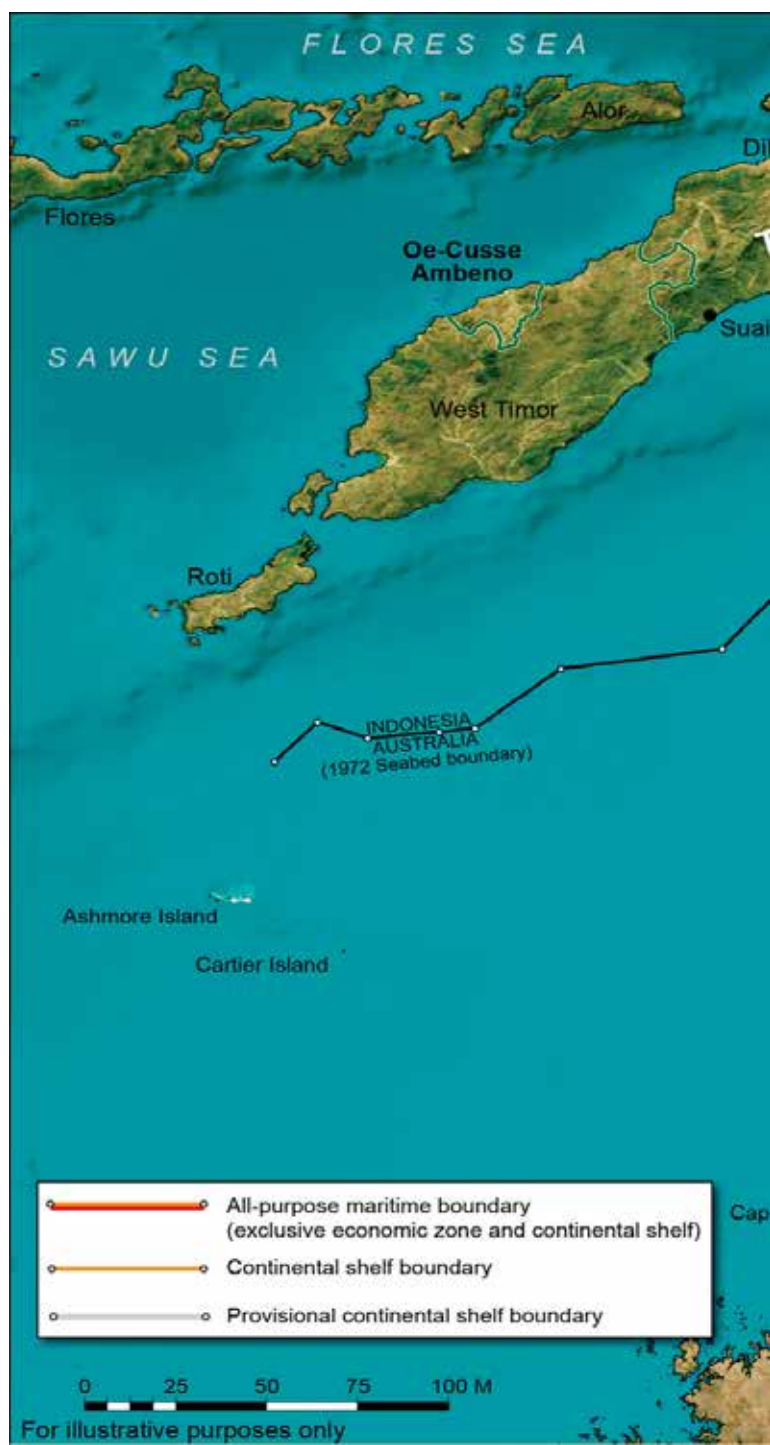 FLORES SEA
Alor
Dil
Flores
Oe-Cusse
Ambeno
T
SAWU SEA
Suai
West Timor
Roti
INDONESIA
AUSTRALIA
(1972 Seabed boundary)
Ashmore Island
Cartier Island
All-purpose maritime boundary
(exclusive economic zone and continental shelf)
Cap
Continental shelf boundary
Provisional continental shelf boundary
0 25 50 75 100 M
For illustrative purposes only